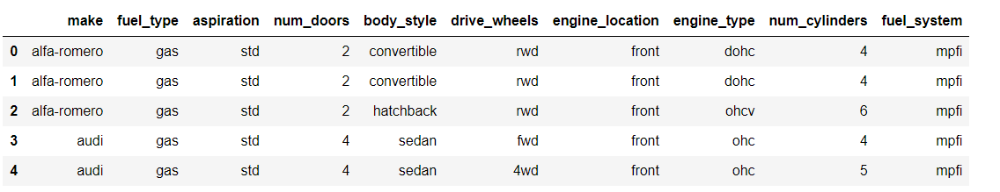 make fuel_type aspiration num_doors body_style drive_wheels engine_location engine_type num_cylinders fuel_system
0 alfa-romero gas std 2 convertible rwd front dohc 4 mpfi
1 alfa-romero gas std 2 convertible rwd front dohc 4 mpfi
2 alfa-romero gas std 2 hatchback rwd front ohcv 6 mpfi
3 audi gas std 4 sedan fwd front ohc 4 mpfi
4 audi gas std 4 sedan 4wd front ohc 5 mpfi